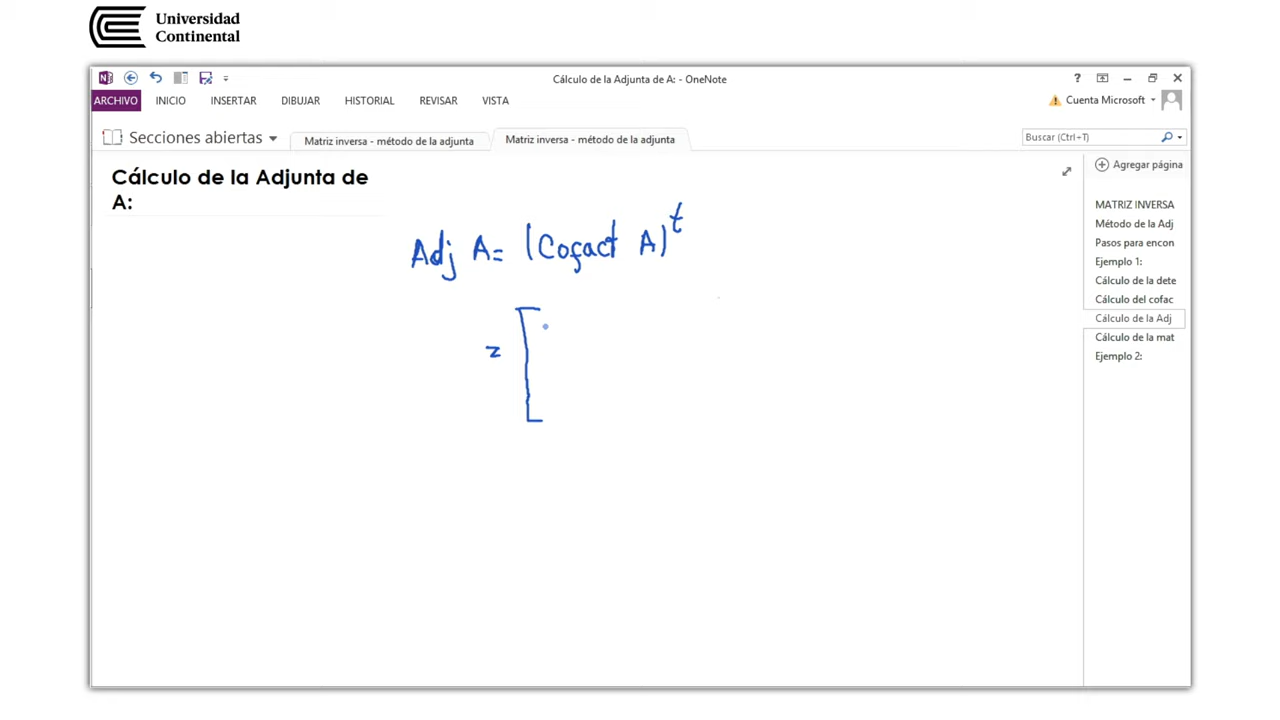 Universidad
Continental
Cálculo de la Adjunta de A: - OneNote
?
ARCHIVO INICIO INSERTAR DIBUJAR HISTORIAL REVISAR VISTA
Cuenta Microsoft
Secciones abiertas
Matriz inversa - método de la adjunta
Matriz inversa - método de la adjunta
Buscar (Ctrl+T)
Cálculo de la Adjunta de
A:
Adj A= (Cofact A)^t
= [
Agregar página
MATRIZ INVERSA
Método de la Adj
Pasos para encon
Ejemplo 1:
Cálculo de la dete
Cálculo del cofac
Cálculo de la Adj
Cálculo de la mat
Ejemplo 2: